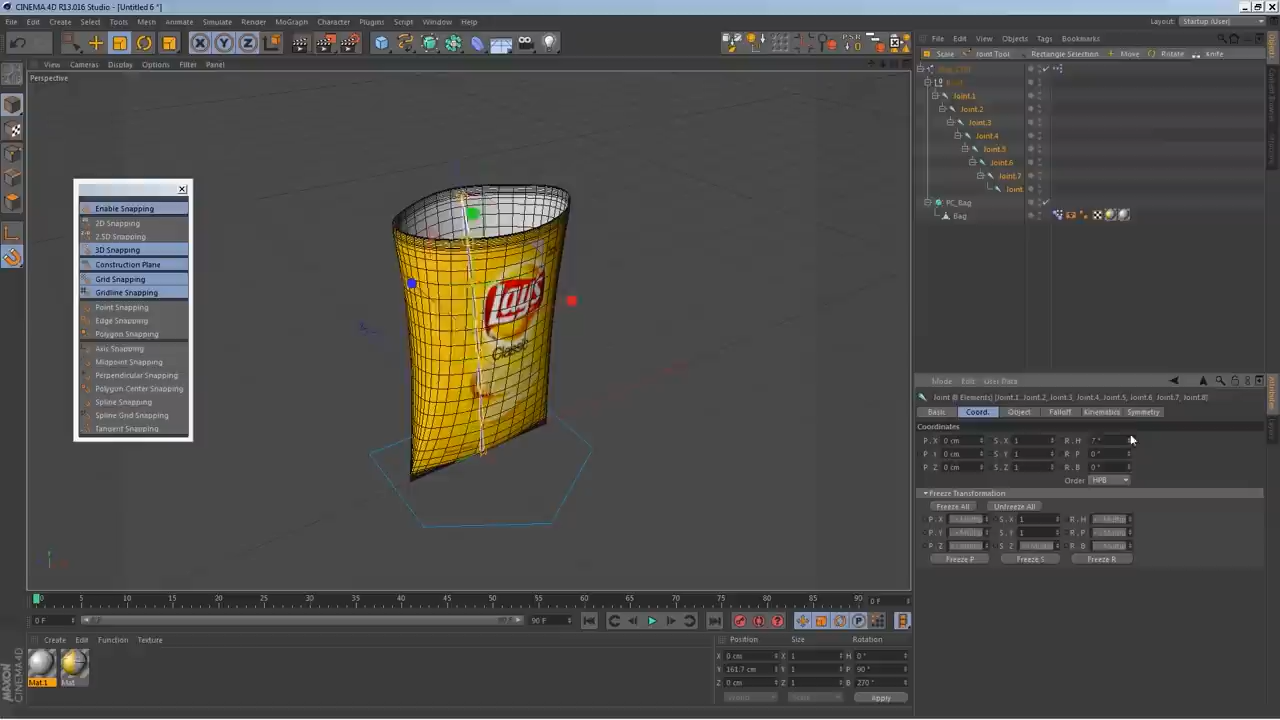 CINEMA 4D R13.016 Studio - [Untitled 6 *]
File Edit Create Select Tools Mesh Animate Simulate Render MoGraph Character Plugins Script Window Help
Layout: Startup (User)
View Cameras Display Options Filter Panel
Perspective
Enable Snapping
2D Snapping
2.5D Snapping
3D Snapping
Construction Plane
Grid Snapping
Gridline Snapping
Point Snapping
Edge Snapping
Polygon Snapping
Axis Snapping
Midpoint Snapping
Perpendicular Snapping
Polygon Center Snapping
Spline Snapping
Spline Grid Snapping
Tangent Snapping
Lay's
Classic
File Edit View Objects Tags Bookmarks
Scale Joint Tool Rectangle Selection Move Rotate Knife
Joint.1
Joint.2
Joint.3
Joint.4
Joint.5
Joint.6
Joint.7
Joint
PC_Bag
Bag
Mode Edit User Data
Joint (8 Elements) [Joint.1, Joint.2, Joint.3, Joint.4, Joint.5, Joint.6, Joint.7, Joint.8]
Basic Coord. Object Falloff Kinematics Symmetry
Coordinates
P . X 0 cm S . X 1 R . H 7 °
P . Y 0 cm S . Y 1 R . P 0 °
P . Z 0 cm S . Z 1 R . B 0 °
Order HPB
Freeze Transformation
Freeze All Unfreeze All
P . X S . X 1 R . H
P . Y S . Y 1 R . P
P . Z S . Z R . B
Freeze P Freeze S Freeze R
0 5 10 15 20 25 30 35 40 45 50 55 60 65 70 75 80 85 90 0 F
0 F 90 F
Create Edit Function Texture
Mat.1 Mat
Position Size Rotation
X 0 cm X 1 H 0 °
Y 161.7 cm Y 1 P 90 °
Z 0 cm Z 1 B 270 °
Apply
MAXON CINEMA 4D
X Y Z
PSR